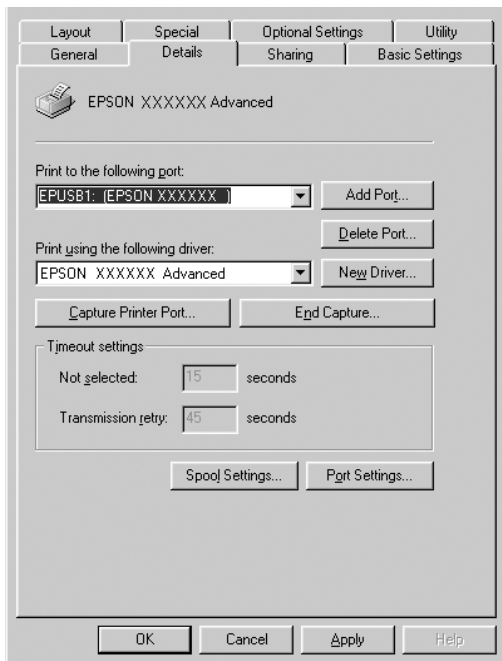 Layout Special Optional Settings Utility
General Details Sharing Basic Settings
EPSON XXXXXX Advanced
Print to the following port:
EPUSB1: (EPSON XXXXXX )
Add Port...
Delete Port...
Print using the following driver:
EPSON XXXXXX Advanced
New Driver...
Capture Printer Port... End Capture...
Timeout settings
Not selected: 15 seconds
Transmission retry: 45 seconds
Spool Settings... Port Settings...
OK Cancel Apply Help